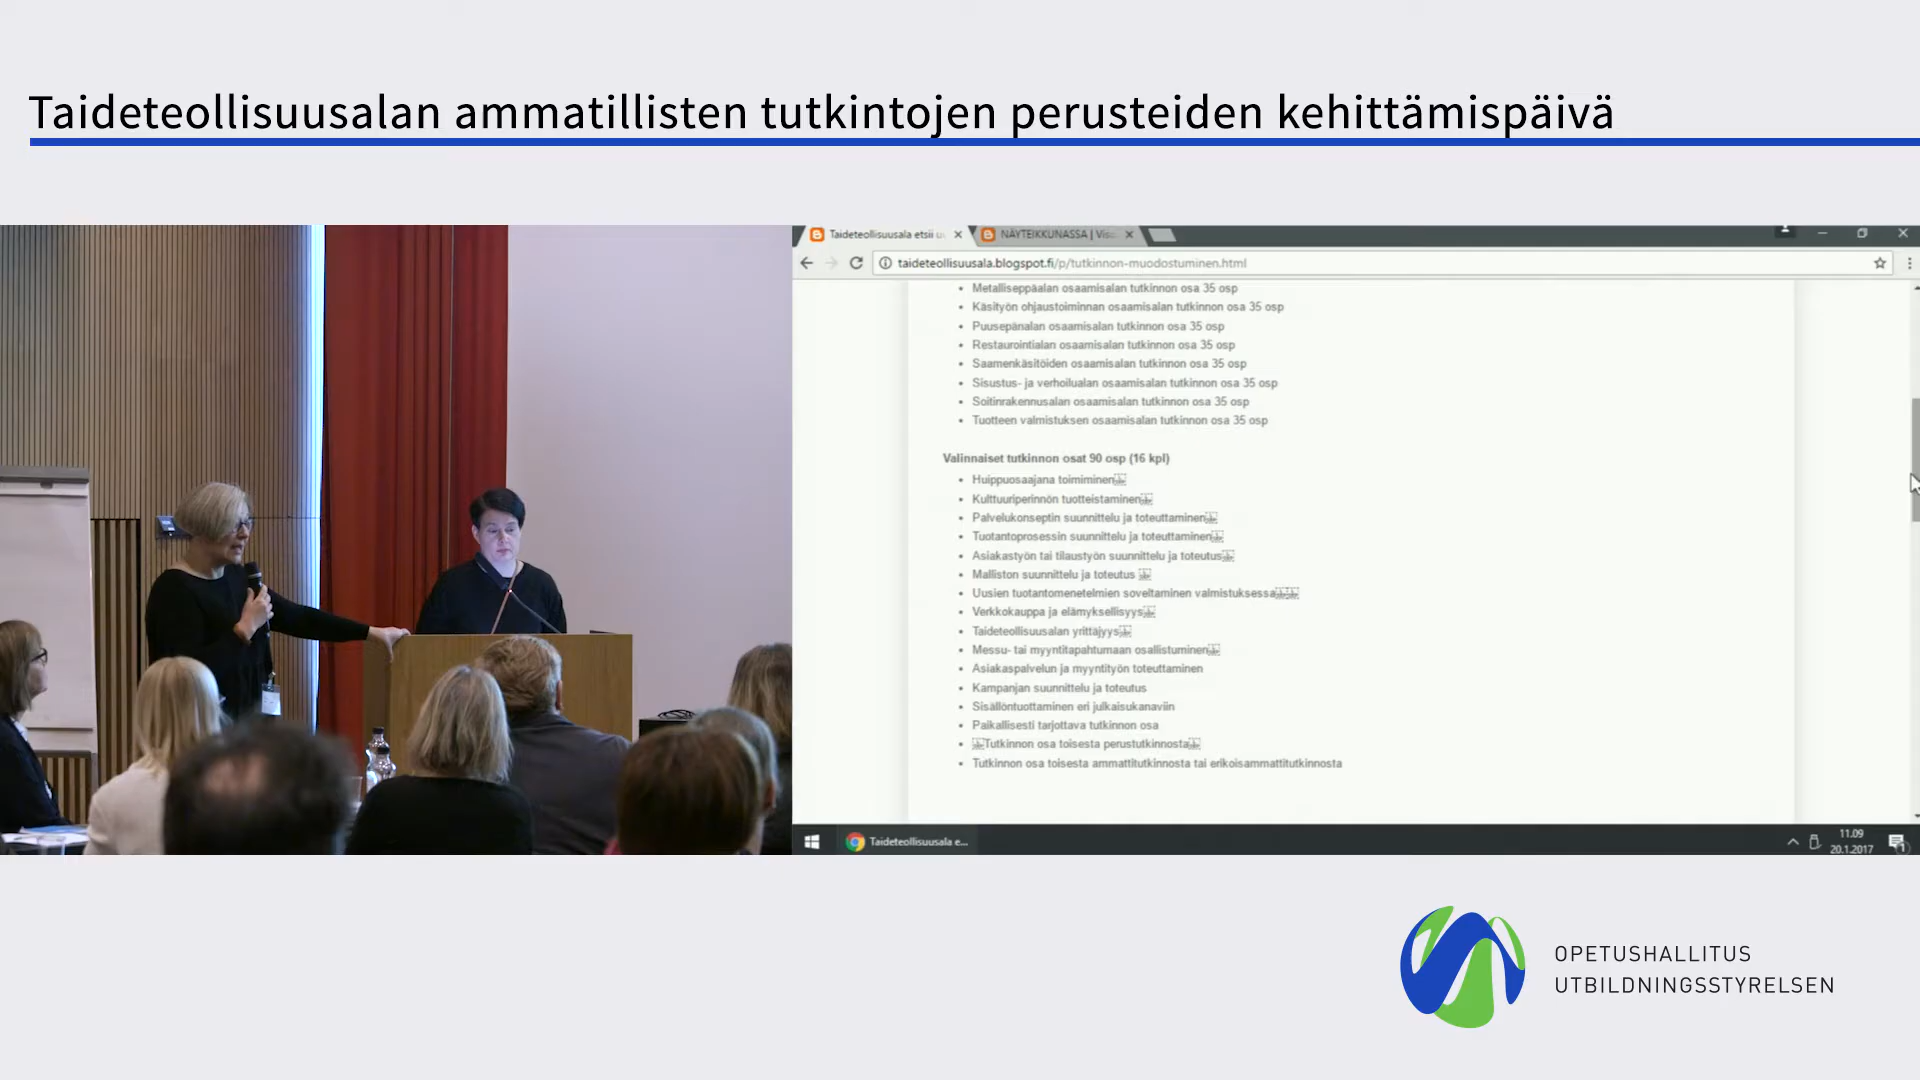 Taideteollisuusalan ammatillisten tutkintojen perusteiden kehittämispäivä
Taideteollisuusala etsii
NÄYTEIKKUNASSA | Vis
taideteollisuusala.blogspot.fi/p/tutkinnon-muodostuminen.html
Metalliseppäalan osaamisalan tutkinnon osa 35 osp
Käsityön ohjaustoiminnan osaamisalan tutkinnon osa 35 osp
Puusepänalan osaamisalan tutkinnon osa 35 osp
Restaurointialan osaamisalan tutkinnon osa 35 osp
Saamenkäsitöiden osaamisalan tutkinnon osa 35 osp
Sisustus- ja verhoilualan osaamisalan tutkinnon osa 35 osp
Soitinrakennusalan osaamisalan tutkinnon osa 35 osp
Tuotteen valmistuksen osaamisalan tutkinnon osa 35 osp
Valinnaiset tutkinnon osat 90 osp (16 kpl)
Huippuosaajana toimiminen
Kulttuuriperinnön tuotteistaminen
Palvelukonseptin suunnittelu ja toteuttaminen
Tuotantoprosessin suunnittelu ja toteuttaminen
Asiakastyön tai tilaustyön suunnittelu ja toteutus
Malliston suunnittelu ja toteutus
Uusien tuotantomenetelmien soveltaminen valmistuksessa
Verkkokauppa ja elämyksellisyys
Taideteollisuusalan yrittäjyys
Messu- tai myyntitapahtumaan osallistuminen
Asiakaspalvelun ja myyntityön toteuttaminen
Kampanjan suunnittelu ja toteutus
Sisällöntuottaminen eri julkaisukanaviin
Paikallisesti tarjottava tutkinnon osa
Tutkinnon osa toisesta perustutkinnosta
Tutkinnon osa toisesta ammattitutkinnosta tai erikoisammattitutkinnosta
Taideteollisuusala e...
11.09
20.1.2017
OPETUSHALLITUS
UTBILDNINGSSTYRELSEN